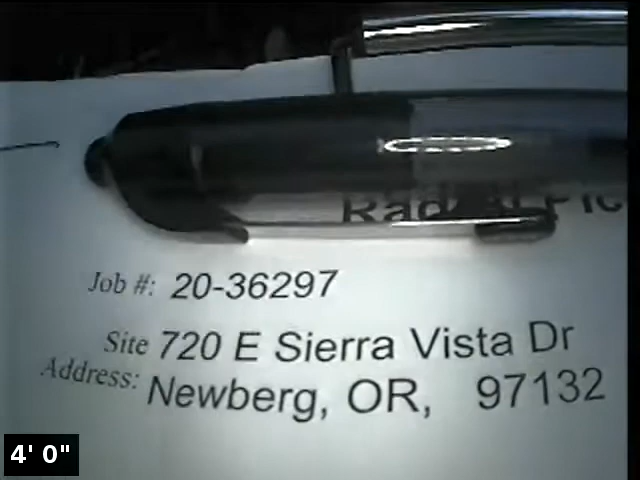 Job #: 20-36297
Site 720 E Sierra Vista Dr
Address: Newberg, OR, 97132
4' 0"